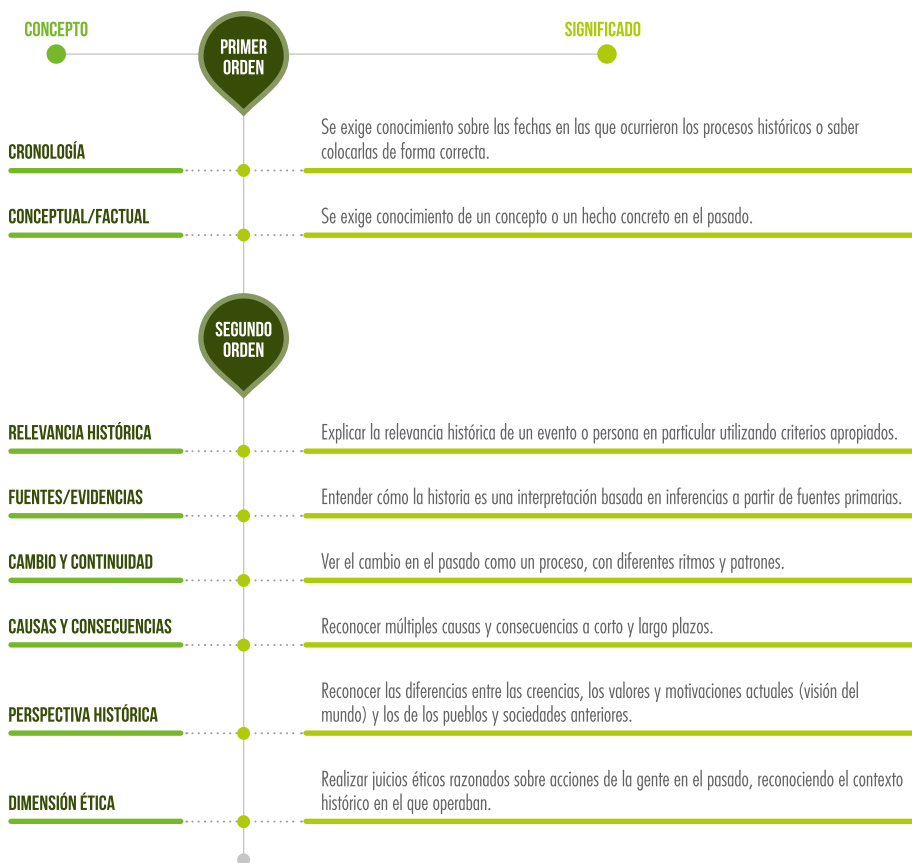 CONCEPTO
PRIMER
ORDEN
SIGNIFICADO
CRONOLOGÍA
Se exige conocimiento sobre las fechas en las que ocurrieron los procesos históricos o saber
colocarlas de forma correcta.
CONCEPTUAL/FACTUAL
Se exige conocimiento de un concepto o un hecho concreto en el pasado.
SEGUNDO
ORDEN
RELEVANCIA HISTÓRICA
Explicar la relevancia histórica de un evento o persona en particular utilizando criterios apropiados.
FUENTES/EVIDENCIAS
Entender cómo la historia es una interpretación basada en inferencias a partir de fuentes primarias.
CAMBIO Y CONTINUIDAD
Ver el cambio en el pasado como un proceso, con diferentes ritmos y patrones.
CAUSAS Y CONSECUENCIAS
Reconocer múltiples causas y consecuencias a corto y largo plazos.
PERSPECTIVA HISTÓRICA
Reconocer las diferencias entre las creencias, los valores y motivaciones actuales (visión del
mundo) y los de los pueblos y sociedades anteriores.
DIMENSIÓN ÉTICA
Realizar juicios éticos razonados sobre acciones de la gente en el pasado, reconociendo el contexto
histórico en el que operaban.